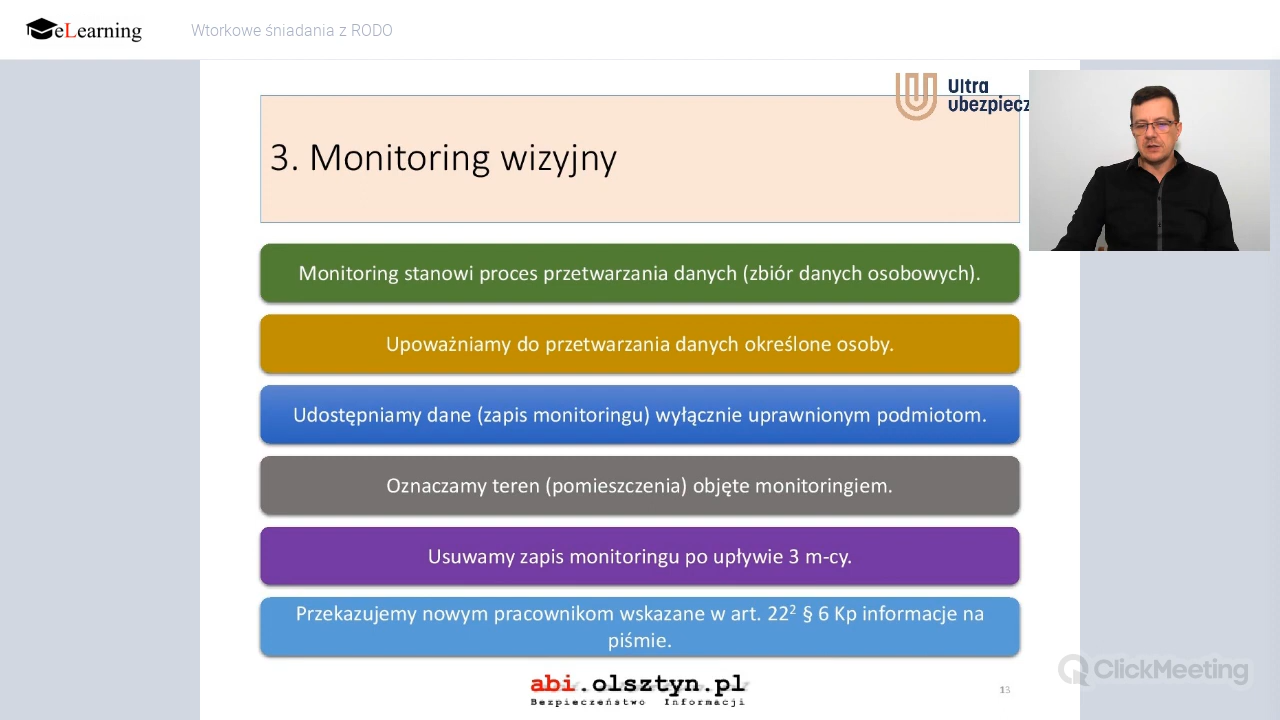 eLearning
Wtorkowe śniadania z RODO
Ultra
ubezpiecz
3. Monitoring wizyjny
Monitoring stanowi proces przetwarzania danych (zbiór danych osobowych).
Upoważniamy do przetwarzania danych określone osoby.
Udostępniamy dane (zapis monitoringu) wyłącznie uprawnionym podmiotom.
Oznaczamy teren (pomieszczenia) objęte monitoringiem.
Usuwamy zapis monitoringu po upływie 3 m-cy.
Przekazujemy nowym pracownikom wskazane w art. 22² § 6 Kp informacje na
piśmie.
abi.olsztyn.pl
Bezpieczeństwo Informacji
13
ClickMeeting